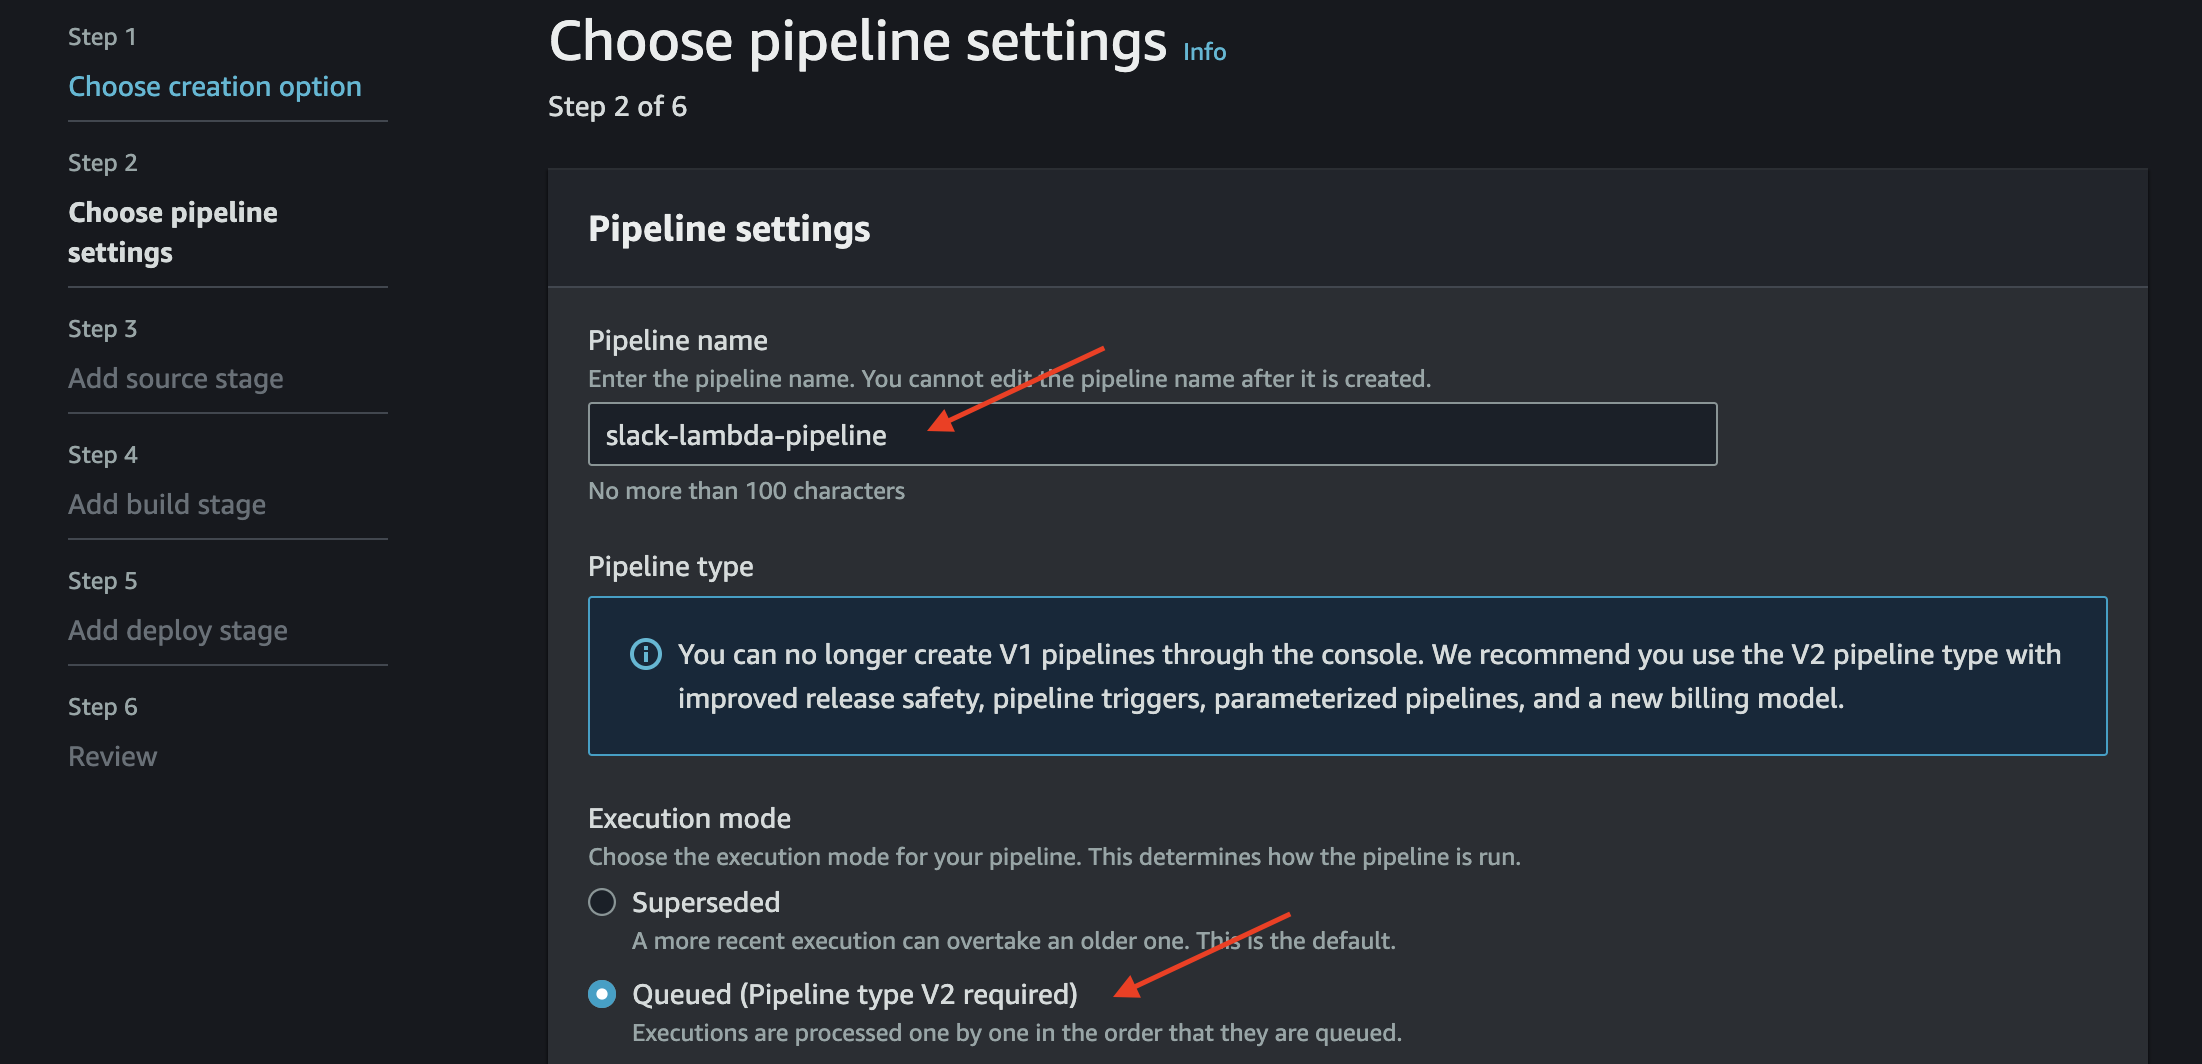 Step 1
Choose creation option
Step 2
Choose pipeline
settings
Step 3
Add source stage
Step 4
Add build stage
Step 5
Add deploy stage
Step 6
Review
Choose pipeline settings Info
Step 2 of 6
Pipeline settings
Pipeline name
Enter the pipeline name. You cannot edit the pipeline name after it is created.
slack-lambda-pipeline
No more than 100 characters
Pipeline type
You can no longer create V1 pipelines through the console. We recommend you use the V2 pipeline type with
improved release safety, pipeline triggers, parameterized pipelines, and a new billing model.
Execution mode
Choose the execution mode for your pipeline. This determines how the pipeline is run.
Superseded
A more recent execution can overtake an older one. This is the default.
Queued (Pipeline type V2 required)
Executions are processed one by one in the order that they are queued.